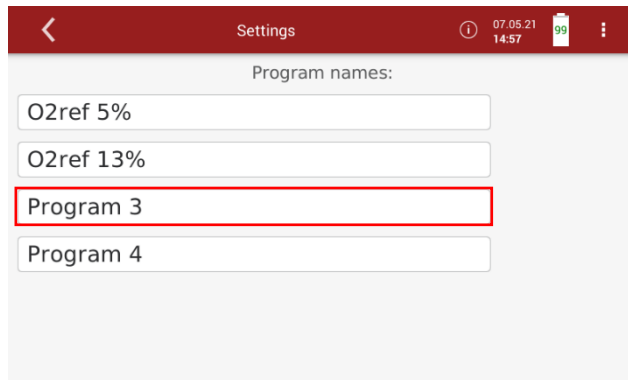 Settings
07.05.21
14:57
99
Program names:
O2ref 5%
O2ref 13%
Program 3
Program 4